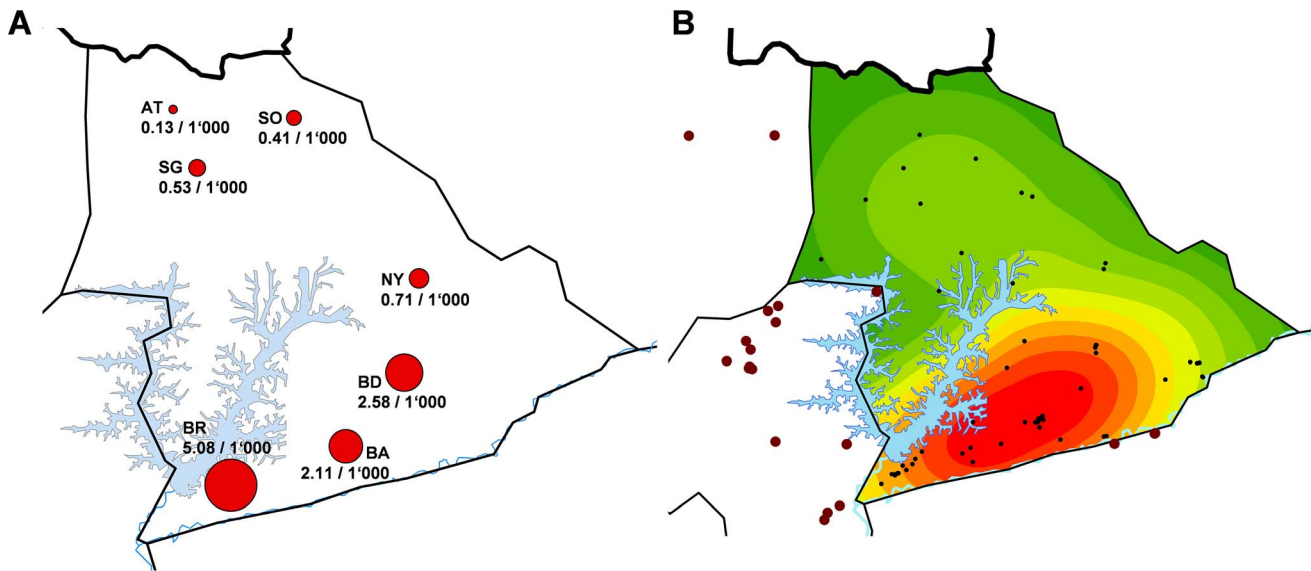 A
B
AT
0.13 / 1‘000
SO
0.41 / 1‘000
SG
0.53 / 1‘000
NY
0.71 / 1‘000
BD
2.58 / 1‘000
BR
5.08 / 1‘000
BA
2.11 / 1‘000